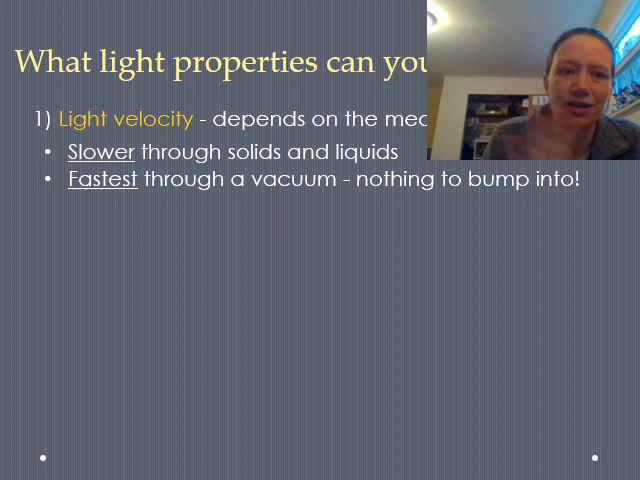 What light properties can you
1) Light velocity - depends on the
• Slower through solids and liquids
• Fastest through a vacuum - nothing to bump into!